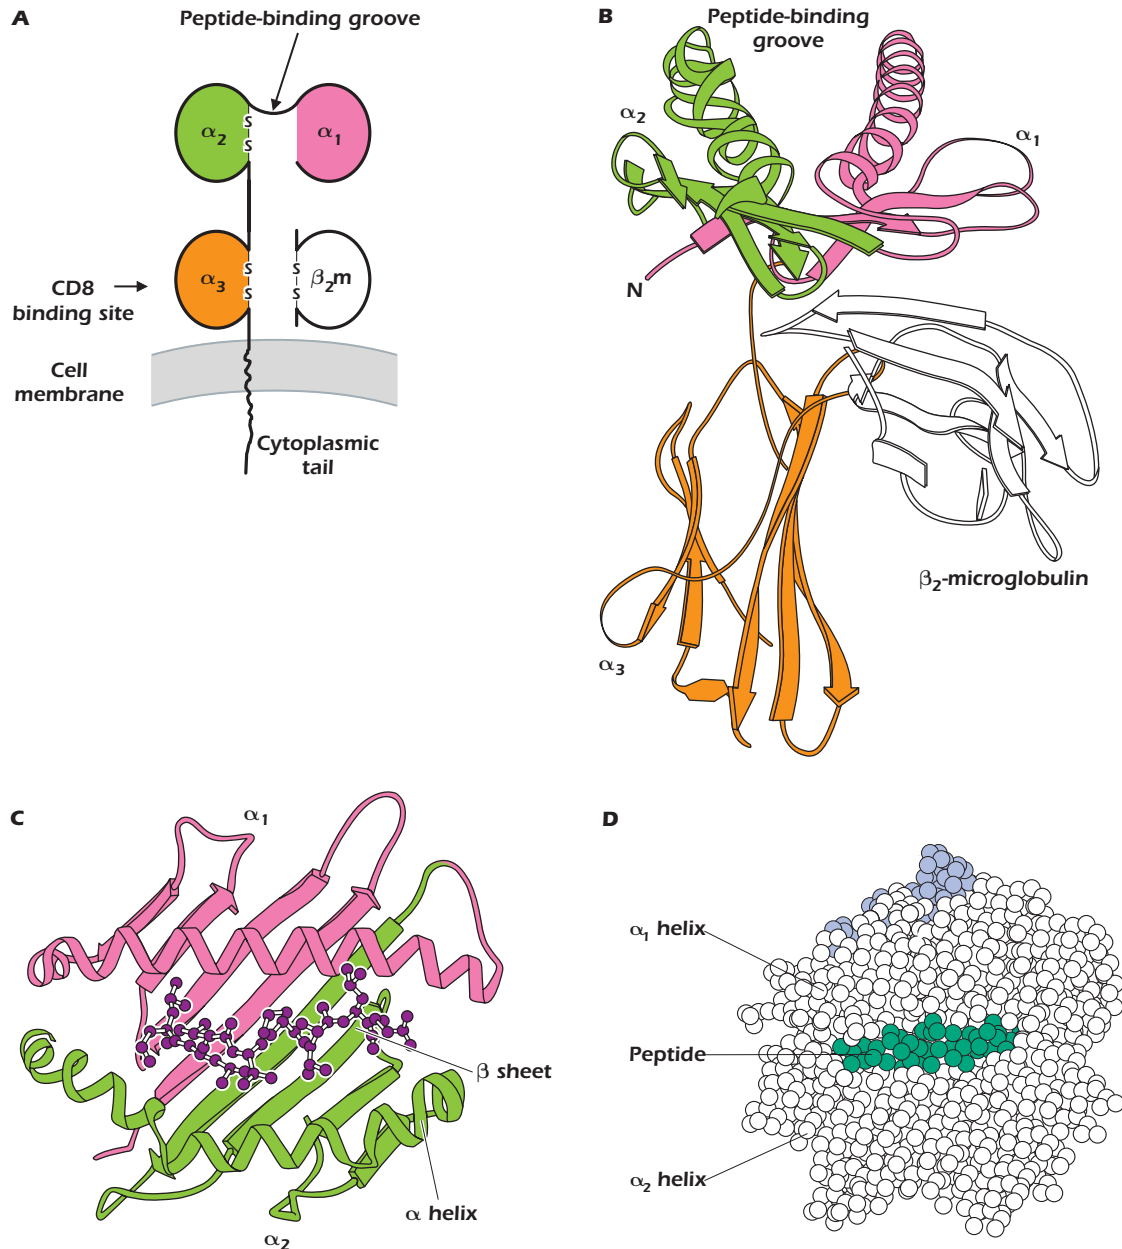 A
Peptide-binding groove
α2
S
S
α1
α3
S
S
S
S
β2m
CD8
binding site
Cell
membrane
Cytoplasmic
tail
B
Peptide-binding
groove
α2
α1
N
β2-microglobulin
α3
C
α1
β sheet
α helix
α2
D
α1 helix
Peptide
α2 helix